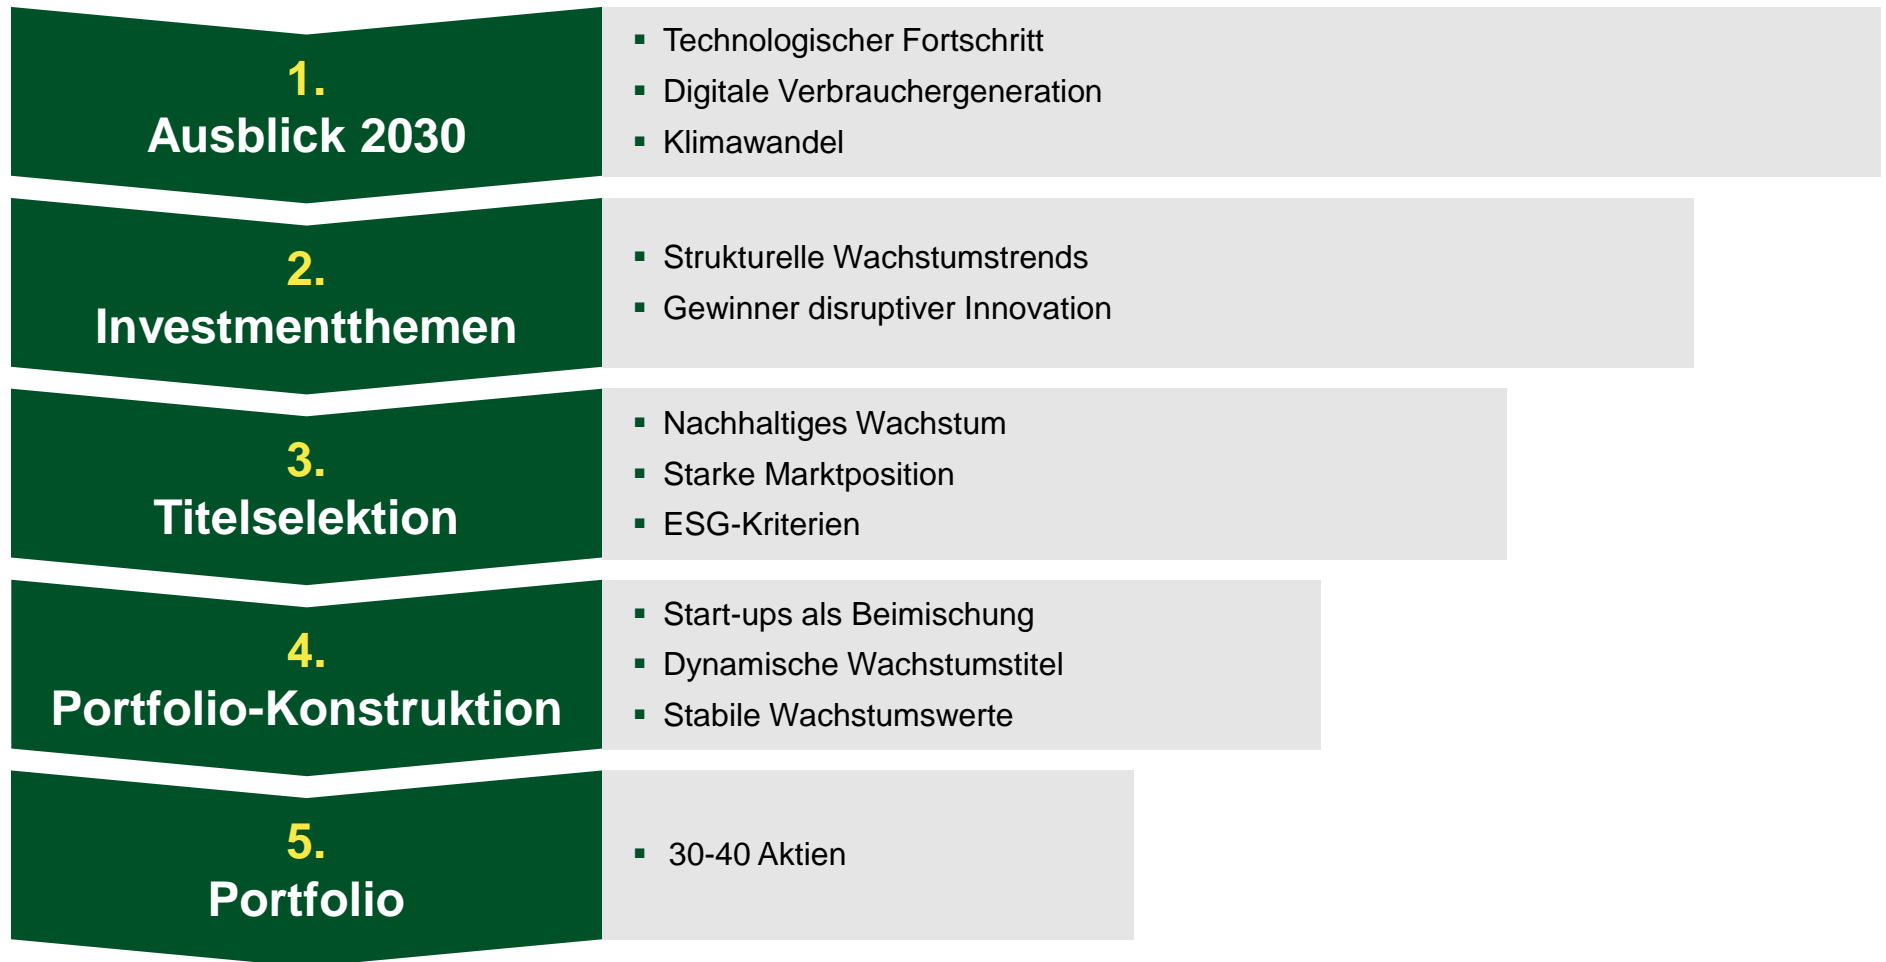 1.
Ausblick 2030
▪ Technologischer Fortschritt
▪ Digitale Verbrauchergeneration
▪ Klimawandel
2.
Investmentthemen
▪ Strukturelle Wachstumstrends
▪ Gewinner disruptiver Innovation
3.
Titelselektion
▪ Nachhaltiges Wachstum
▪ Starke Marktposition
▪ ESG-Kriterien
4.
Portfolio-Konstruktion
▪ Start-ups als Beimischung
▪ Dynamische Wachstumstitel
▪ Stabile Wachstumswerte
5.
Portfolio
▪ 30-40 Aktien